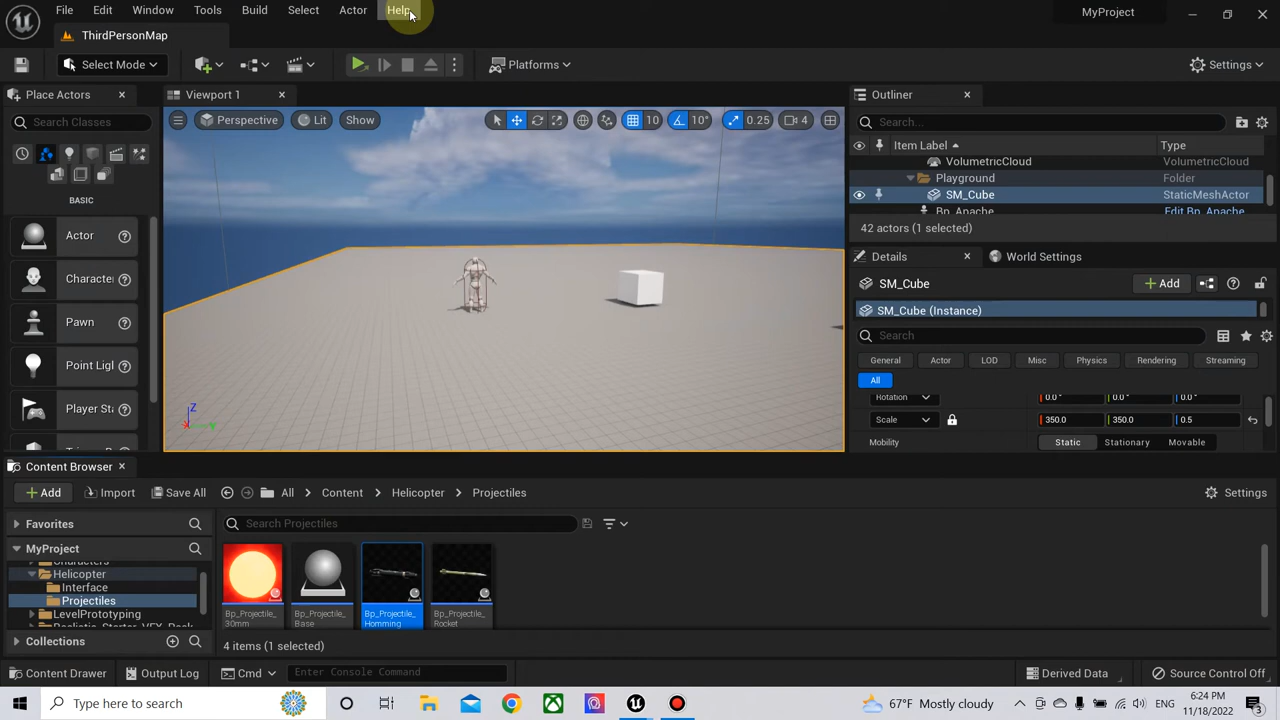 File Edit Window Tools Build Select Actor Help MyProject
ThirdPersonMap
Select Mode Platforms Settings
Place Actors Viewport 1 Outliner
Search Classes Perspective Lit Show 10 10° 0.25 4 Search...
Item Label Type
VolumetricCloud VolumetricCloud
Playground Folder
SM_Cube StaticMeshActor
Bp_Apache Edit Bp_Apache
42 actors (1 selected)
BASIC
Actor
Characte
Pawn
Point Ligl
Player Sta
Details World Settings
SM_Cube Add
SM_Cube (Instance)
Search
General Actor LOD Misc Physics Rendering Streaming
All
Rotation 0.0° 0.0° 0.0°
Scale 350.0 350.0 0.5
Mobility Static Stationary Movable
Z
Y
Content Browser
Add Import Save All All Content Helicopter Projectiles Settings
Favorites Search Projectiles
MyProject
Characters
Helicopter
Interface
Projectiles
LevelPrototyping
Collections
Bp_Projectile_
30mm
Bp_Projectile_
Base
Bp_Projectile_
Homming
Bp_Projectile_
Rocket
4 items (1 selected)
Content Drawer Output Log Cmd Enter Console Command Derived Data Source Control Off
Type here to search 67°F Mostly cloudy 6:24 PM
11/18/2022 3